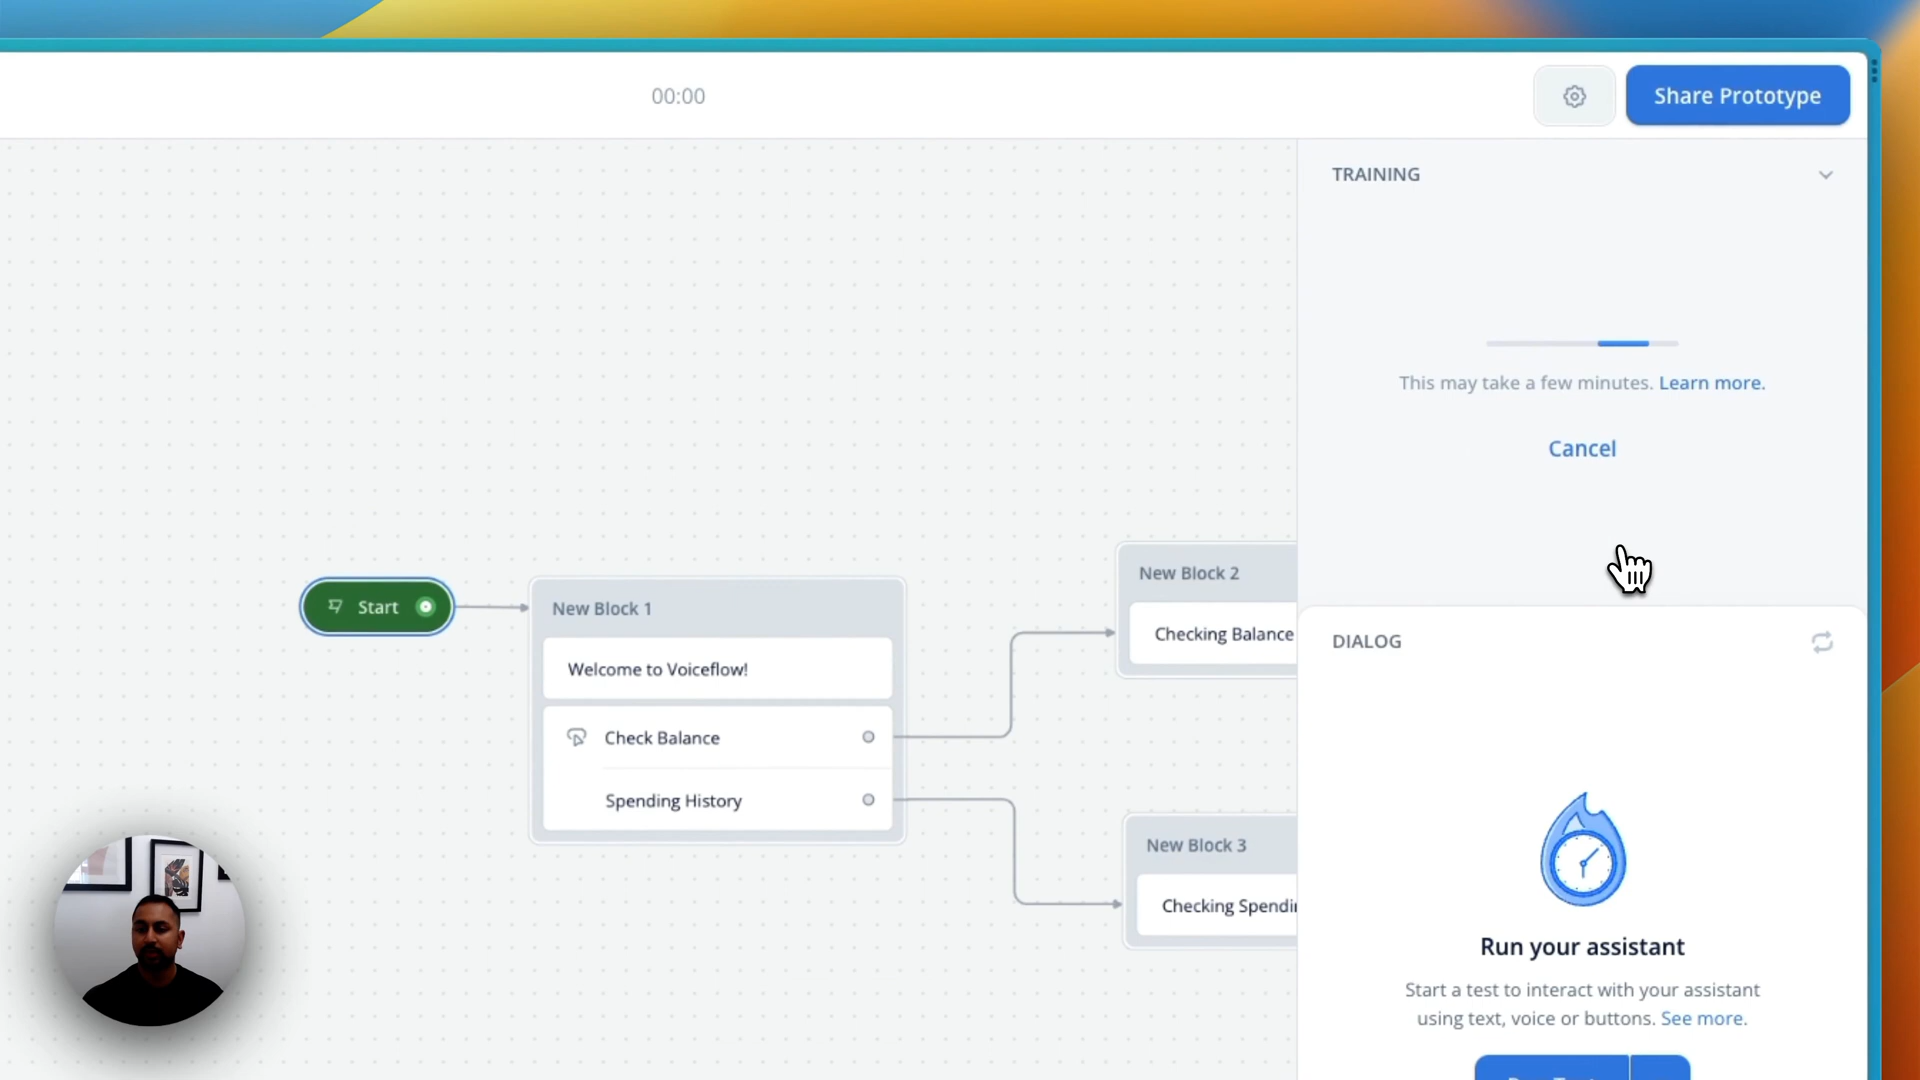 00:00
Share Prototype
TRAINING
This may take a few minutes. Learn more.
Cancel
Start
New Block 1
Welcome to Voiceflow!
Check Balance
Spending History
New Block 2
Checking Balance
New Block 3
Checking
DIALOG
Run your assistant
Start a test to interact with your assistant
using text, voice or buttons. See more.